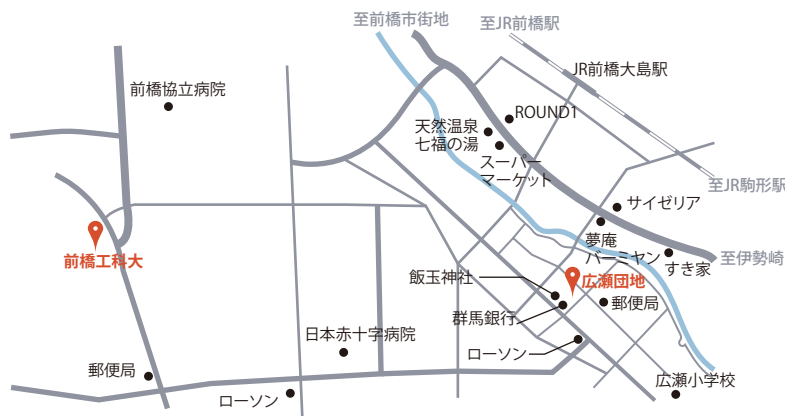 至前橋市街地
至JR前橋駅
JR前橋大島駅
前橋協立病院
ROUND1
天然温泉
七福の湯
スーパー
マーケット
至JR駒形駅
サイゼリア
夢庵
バーミヤン
すき家
至伊勢崎
前橋工科大
飯玉神社
広瀬団地
群馬銀行
郵便局
日本赤十字病院
ローソン
郵便局
ローソン
広瀬小学校